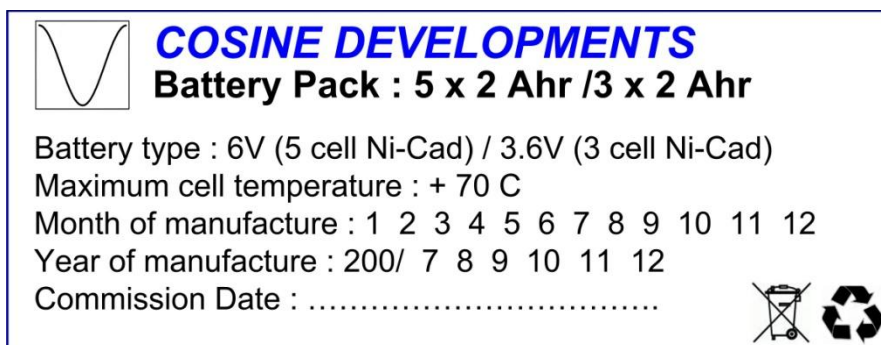 COSINE DEVELOPMENTS
Battery Pack : 5 x 2 Ahr /3 x 2 Ahr
Battery type : 6V (5 cell Ni-Cad) / 3.6V (3 cell Ni-Cad)
Maximum cell temperature : + 70 C
Month of manufacture : 1 2 3 4 5 6 7 8 9 10 11 12
Year of manufacture : 200/ 7 8 9 10 11 12
Commission Date : ..................................